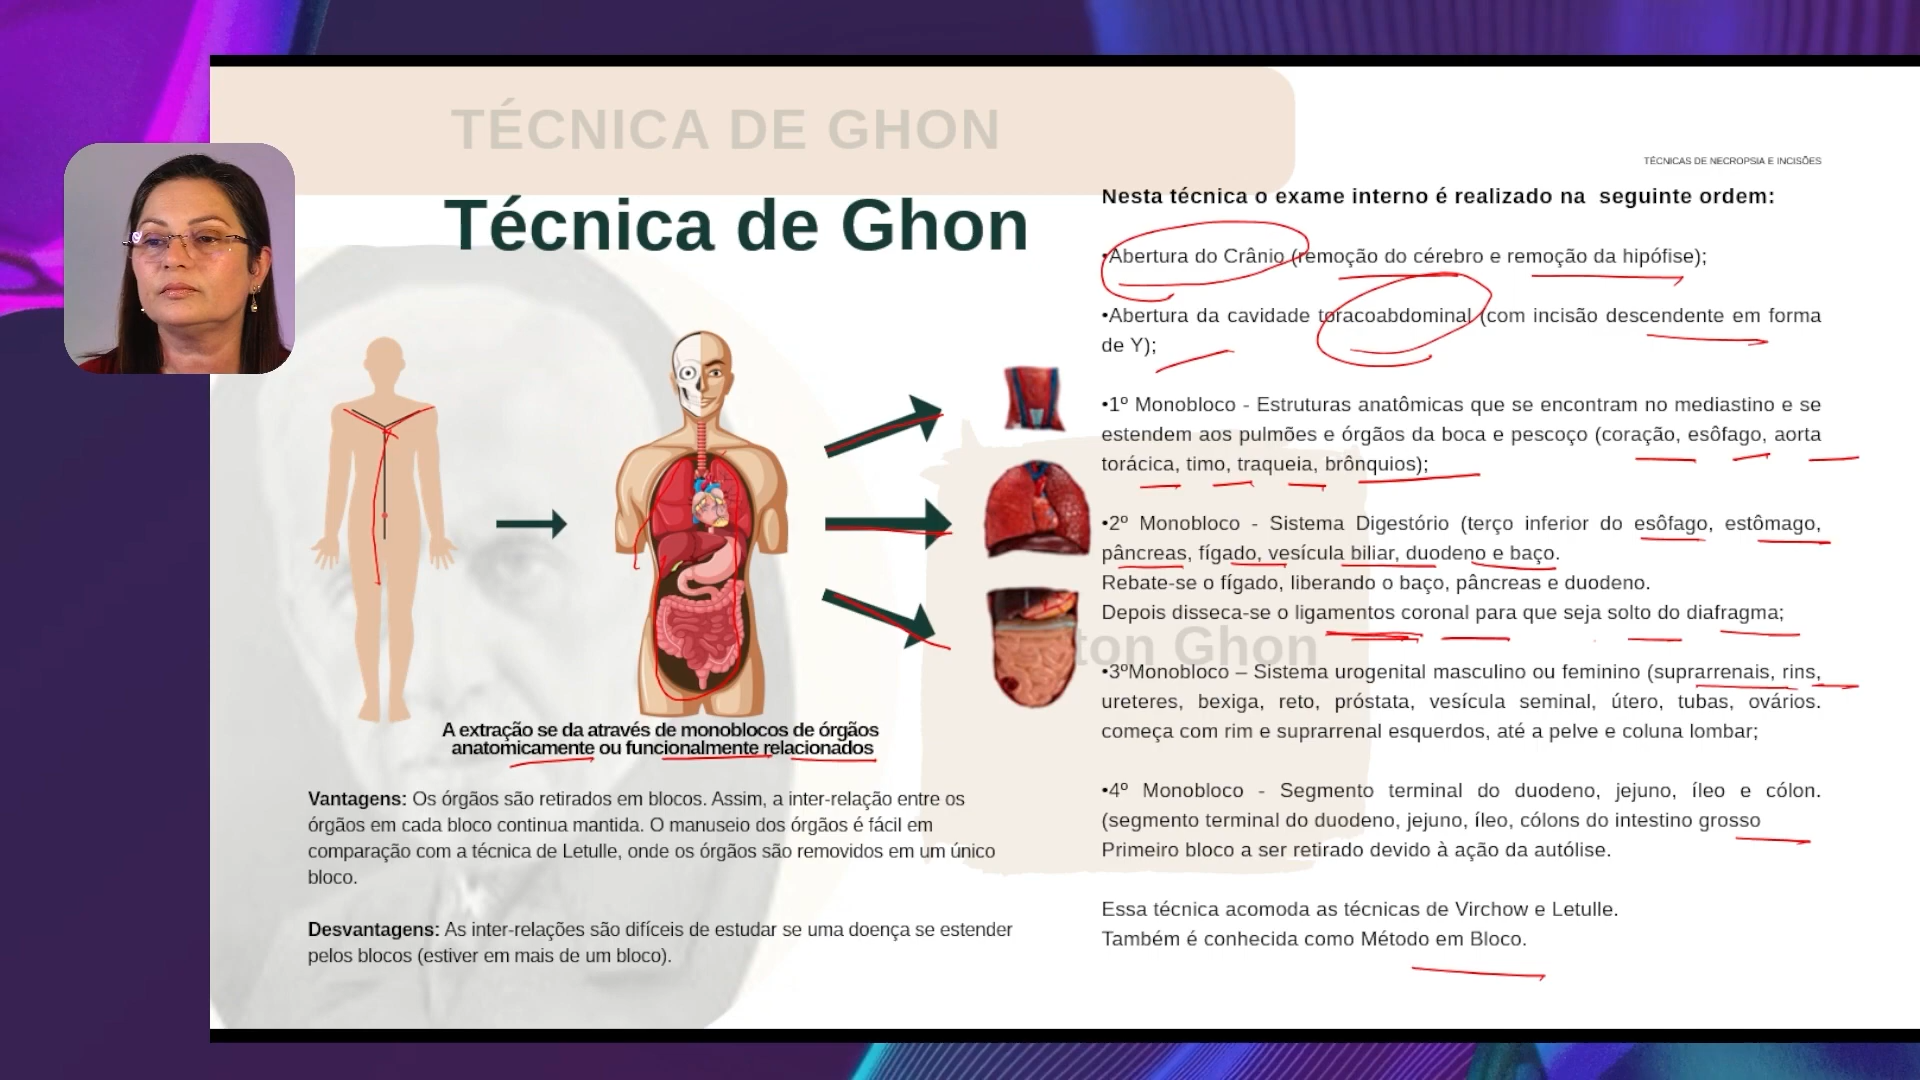 TÉCNICA DE GHON
Técnica de Ghon
A extração se da através de monoblocos de órgãos
anatomicamente ou funcionalmente relacionados
Vantagens: Os órgãos são retirados em blocos. Assim, a inter-relação entre os
órgãos em cada bloco continua mantida. O manuseio dos órgãos é fácil em
comparação com a técnica de Letulle, onde os órgãos são removidos em um único
bloco.
Desvantagens: As inter-relações são difíceis de estudar se uma doença se estender
pelos blocos (estiver em mais de um bloco).
TÉCNICAS DE NECROPSIA E INCISÕES
Nesta técnica o exame interno é realizado na seguinte ordem:
•Abertura do Crânio (remoção do cérebro e remoção da hipófise);
•Abertura da cavidade toracoabdominal (com incisão descendente em forma
de Y);
•1º Monobloco - Estruturas anatômicas que se encontram no mediastino e se
estendem aos pulmões e órgãos da boca e pescoço (coração, esôfago, aorta
torácica, timo, traqueia, brônquios);
•2º Monobloco - Sistema Digestório (terço inferior do esôfago, estômago,
pâncreas, fígado, vesícula biliar, duodeno e baço.
Rebate-se o fígado, liberando o baço, pâncreas e duodeno.
Depois disseca-se o ligamentos coronal para que seja solto do diafragma;
ton Ghon
•3ºMonobloco – Sistema urogenital masculino ou feminino (suprarrenais, rins,
ureteres, bexiga, reto, próstata, vesícula seminal, útero, tubas, ovários.
começa com rim e suprarrenal esquerdos, até a pelve e coluna lombar;
•4º Monobloco - Segmento terminal do duodeno, jejuno, íleo e cólon.
(segmento terminal do duodeno, jejuno, íleo, cólons do intestino grosso
Primeiro bloco a ser retirado devido à ação da autólise.
Essa técnica acomoda as técnicas de Virchow e Letulle.
Também é conhecida como Método em Bloco.